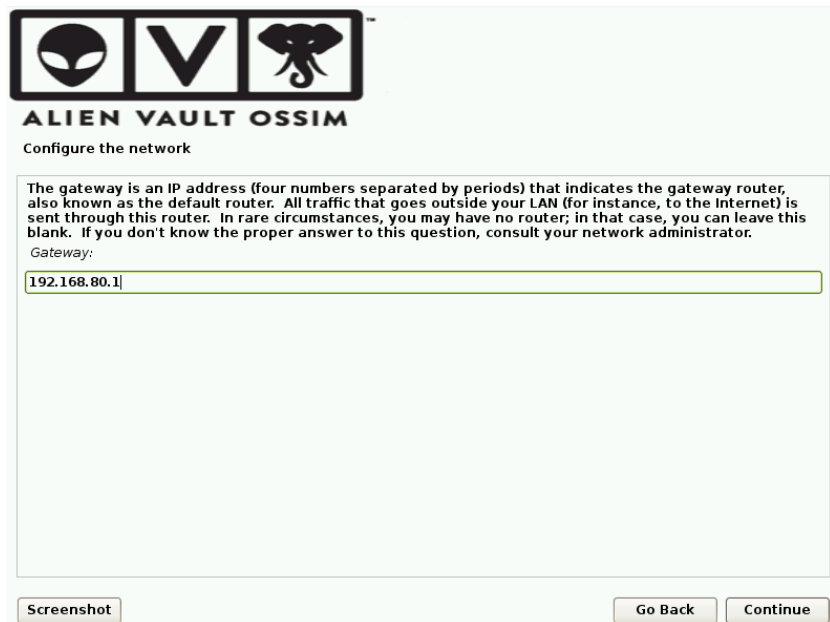 ™
ALIEN VAULT OSSIM
Configure the network
The gateway is an IP address (four numbers separated by periods) that indicates the gateway router,
also known as the default router.  All traffic that goes outside your LAN (for instance, to the Internet) is
sent through this router.  In rare circumstances, you may have no router; in that case, you can leave this
blank.  If you don't know the proper answer to this question, consult your network administrator.
Gateway:
192.168.80.1
Screenshot
Go Back
Continue